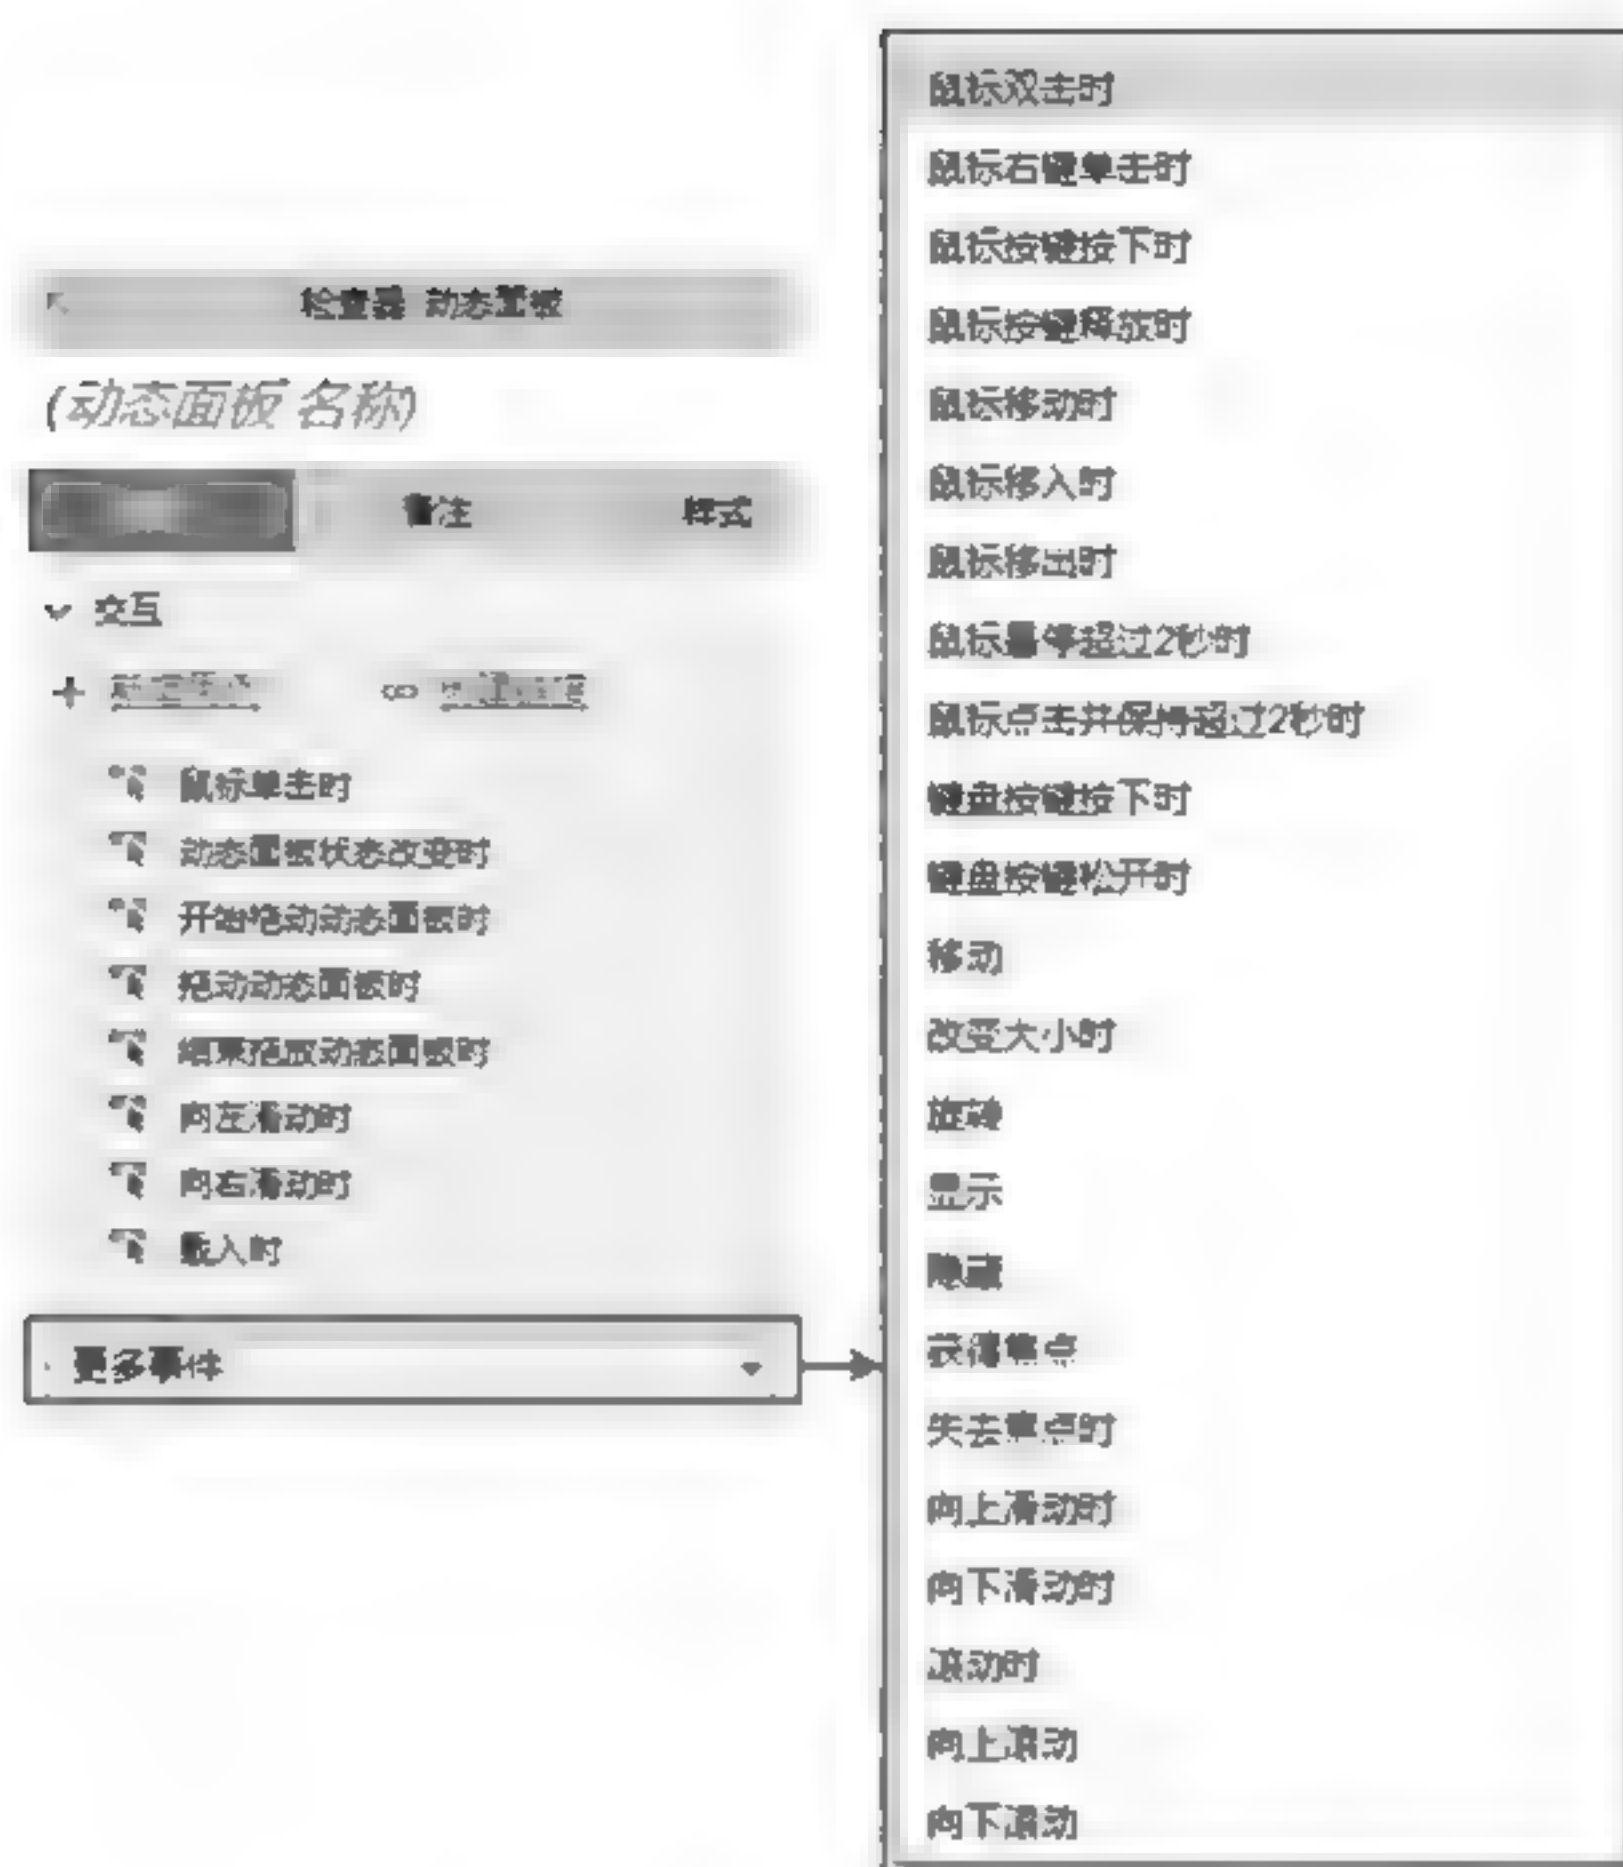 检查器 动态面板
(动态面板 名称)
备注 样式
交互
鼠标单击时
动态面板状态改变时
开始拖动动态面板时
拖动动态面板时
结束拖放动态面板时
向左滑动时
向右滑动时
载入时
更多事件
鼠标双击时
鼠标右键单击时
鼠标按键按下时
鼠标按键释放时
鼠标移动时
鼠标移入时
鼠标移出时
鼠标悬停超过2秒时
鼠标点击并保持超过2秒时
键盘按键按下时
键盘按键松开时
移动
改变大小时
旋转
显示
隐藏
获得焦点
失去焦点时
向上滑动时
向下滑动时
滚动时
向上滚动
向下滚动